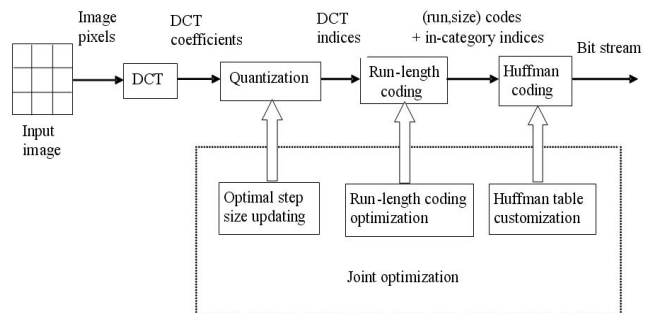 Image
pixels
DCT
coefficients
DCT
indices
(run,size) codes
+ in-category indices
Bit stream
DCT
Quantization
Run-length
coding
Huffman
coding
Input
image
Optimal step
size updating
Run-length coding
optimization
Huffman table
customization
Joint optimization